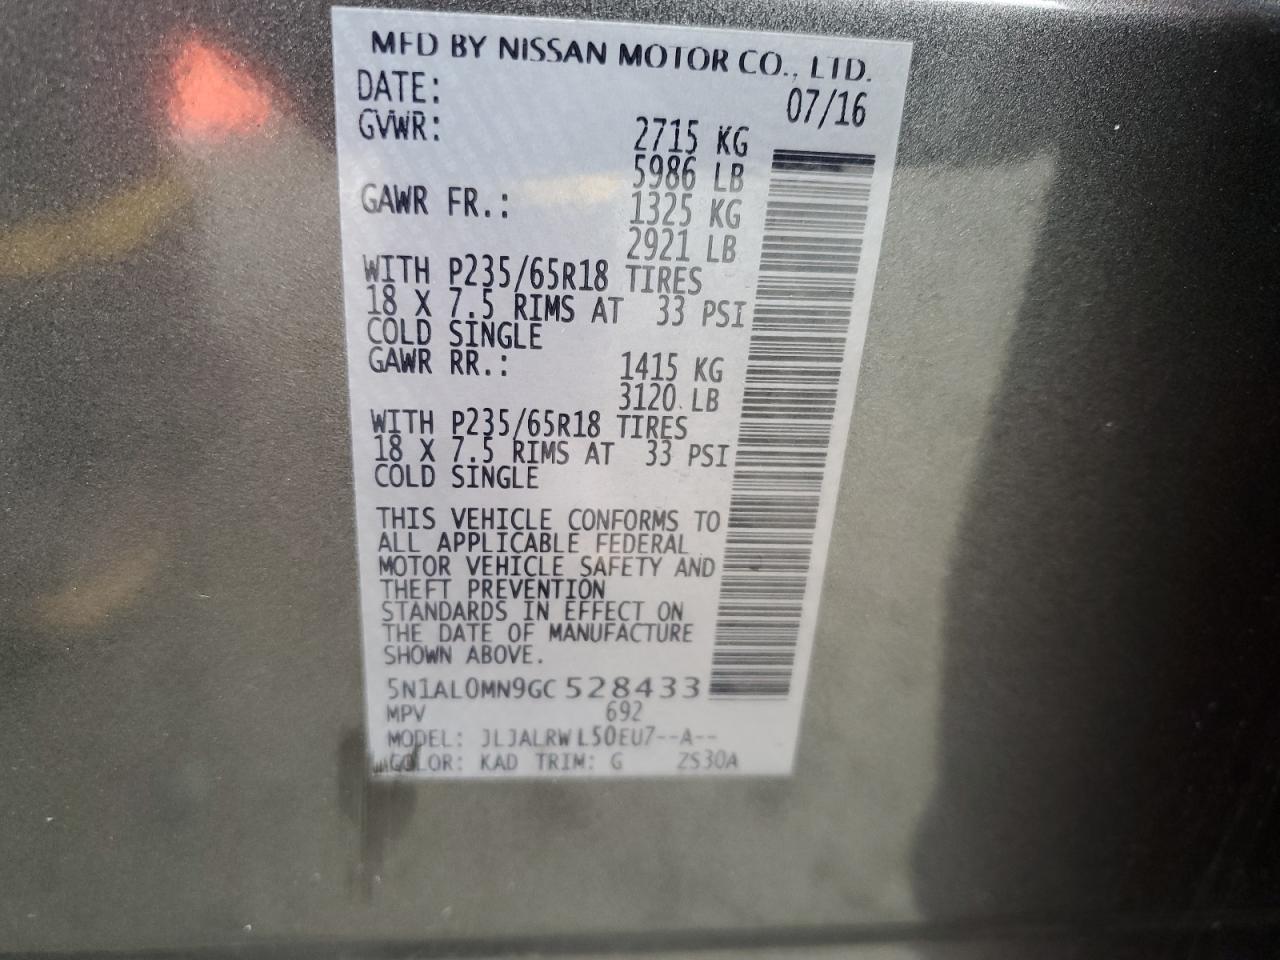 MFD BY NISSAN MOTOR CO., LTD.
DATE: 07/16
GVWR: 2715 KG
5986 LB
GAWR FR.: 1325 KG
2921 LB
WITH P235/65R18 TIRES
18 X 7.5 RIMS AT 33 PSI
COLD SINGLE
GAWR RR.: 1415 KG
3120 LB
WITH P235/65R18 TIRES
18 X 7.5 RIMS AT 33 PSI
COLD SINGLE
THIS VEHICLE CONFORMS TO
ALL APPLICABLE FEDERAL
MOTOR VEHICLE SAFETY AND
THEFT PREVENTION
STANDARDS IN EFFECT ON
THE DATE OF MANUFACTURE
SHOWN ABOVE.
5N1AL0MN9GC528433
MPV 692
MODEL: JLJALRW L50EU7--A--
COLOR: KAD TRIM: G ZS30A